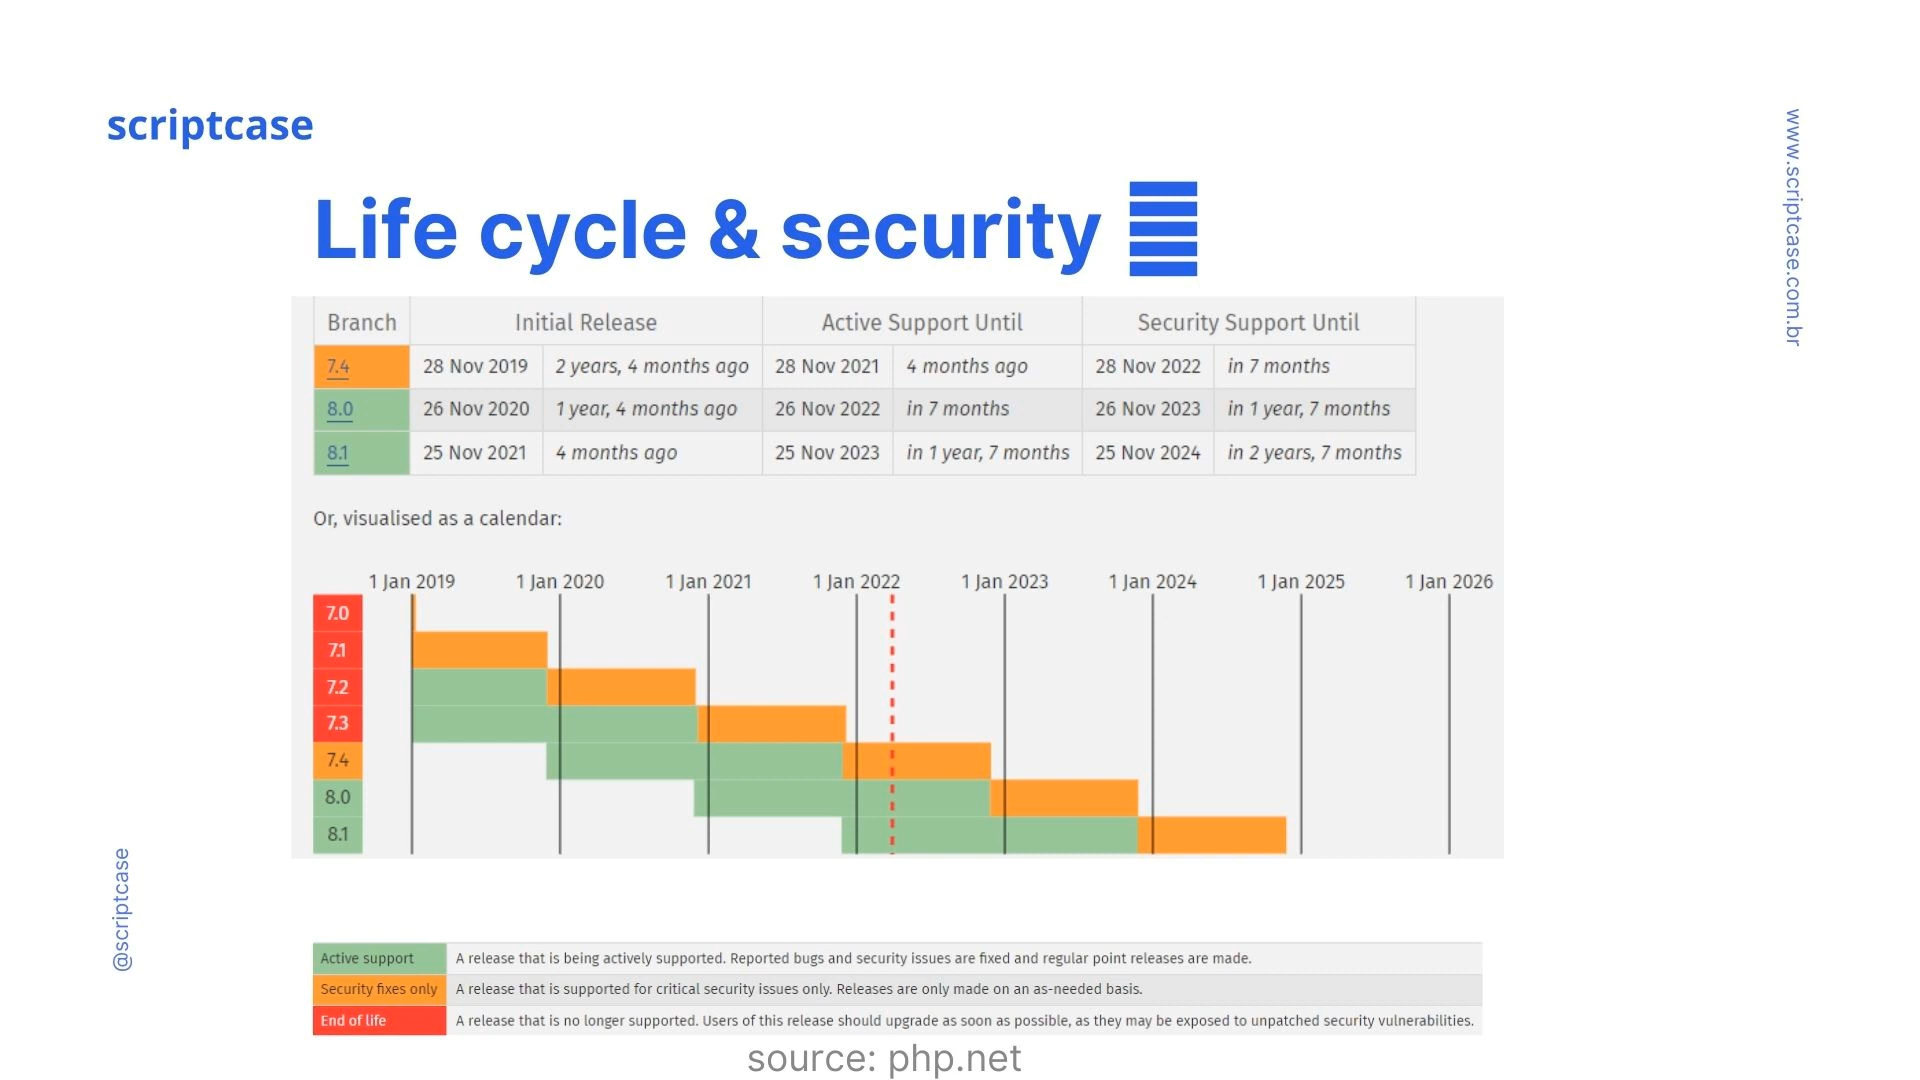 scriptcase
www.scriptcase.com.br
Life cycle & security
Branch Initial Release Active Support Until Security Support Until
7.4 28 Nov 2019 2 years, 4 months ago 28 Nov 2021 4 months ago 28 Nov 2022 in 7 months
8.0 26 Nov 2020 1 year, 4 months ago 26 Nov 2022 in 7 months 26 Nov 2023 in 1 year, 7 months
8.1 25 Nov 2021 4 months ago 25 Nov 2023 in 1 year, 7 months 25 Nov 2024 in 2 years, 7 months
Or, visualised as a calendar:
1 Jan 2019 1 Jan 2020 1 Jan 2021 1 Jan 2022 1 Jan 2023 1 Jan 2024 1 Jan 2025 1 Jan 2026
7.0
7.1
7.2
7.3
7.4
8.0
8.1
@scriptcase
Active support A release that is being actively supported. Reported bugs and security issues are fixed and regular point releases are made.
Security fixes only A release that is supported for critical security issues only. Releases are only made on an as-needed basis.
End of life A release that is no longer supported. Users of this release should upgrade as soon as possible, as they may be exposed to unpatched security vulnerabilities.
source: php.net